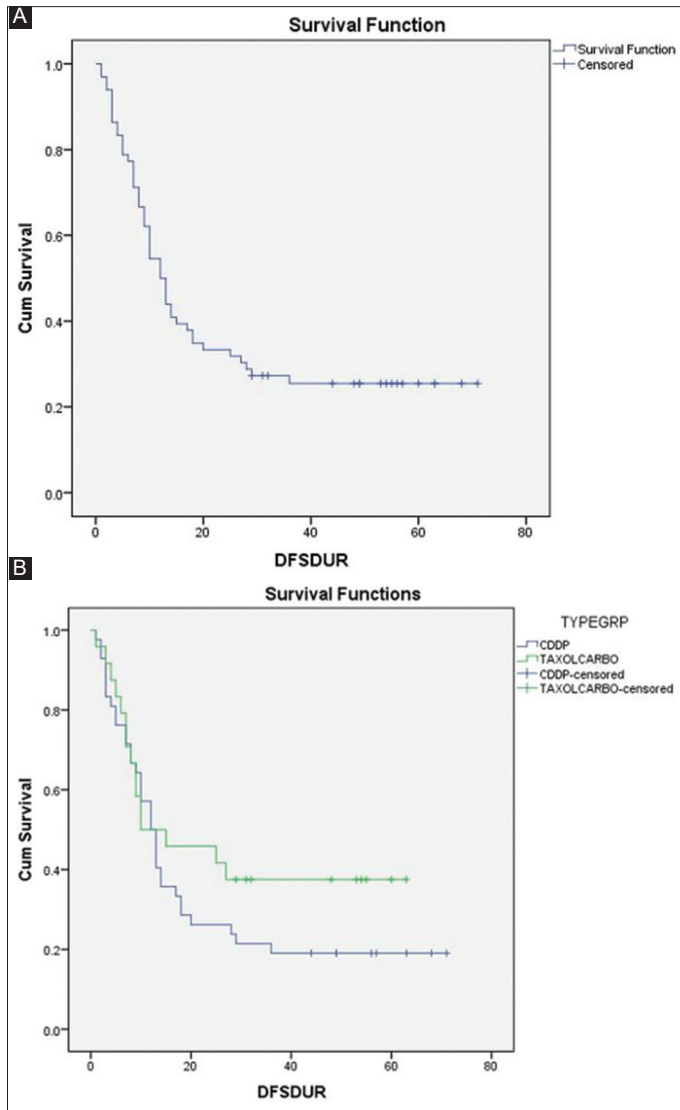 A
Survival Function
Survival Function
Censored
1.0
0.8
0.6
0.4
0.2
0.0
Cum Survival
0 20 40 60 80
DFSDUR
B
Survival Functions
TYPEGRP
CDDP
TAXOLCARBO
CDDP-censored
TAXOLCARBO-censored
1.0
0.8
0.6
0.4
0.2
0.0
Cum Survival
0 20 40 60 80
DFSDUR